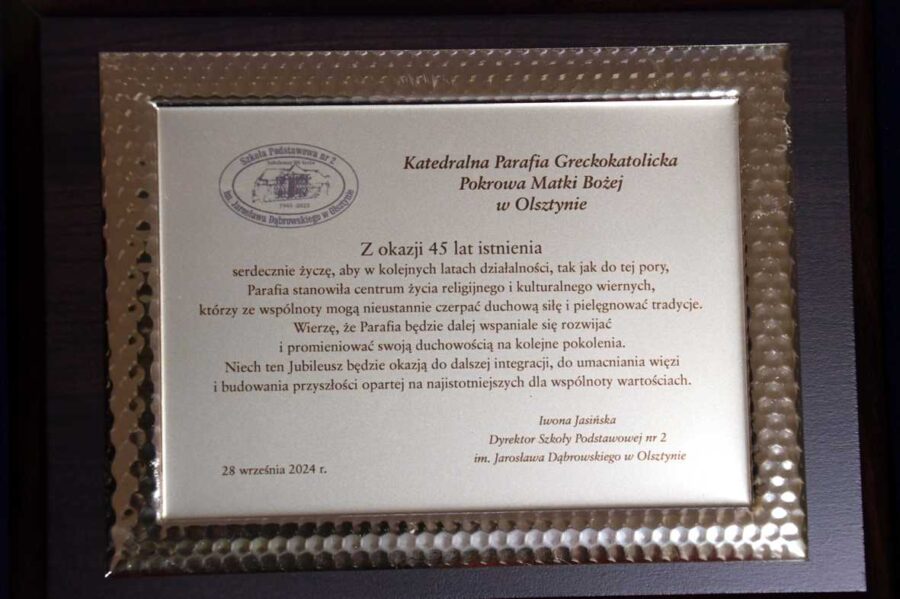 Szkoła Podstawowa nr 2
1945-2025
im. Jarosława Dąbrowskiego w Olsztynie
Katedralna Parafia Greckokatolicka
Pokrowa Matki Bożej
w Olsztynie
Z okazji 45 lat istnienia
serdecznie życzę, aby w kolejnych latach działalności, tak jak do tej pory,
Parafia stanowiła centrum życia religijnego i kulturalnego wiernych,
którzy ze wspólnoty mogą nieustannie czerpać duchową siłę i pielęgnować tradycje.
Wierzę, że Parafia będzie dalej wspaniale się rozwijać
i promieniować swoją duchowością na kolejne pokolenia.
Niech ten Jubileusz będzie okazją do dalszej integracji, do umacniania więzi
i budowania przyszłości opartej na najistotniejszych dla wspólnoty wartościach.
Iwona Jasińska
Dyrektor Szkoły Podstawowej nr 2
im. Jarosława Dąbrowskiego w Olsztynie
28 września 2024 r.